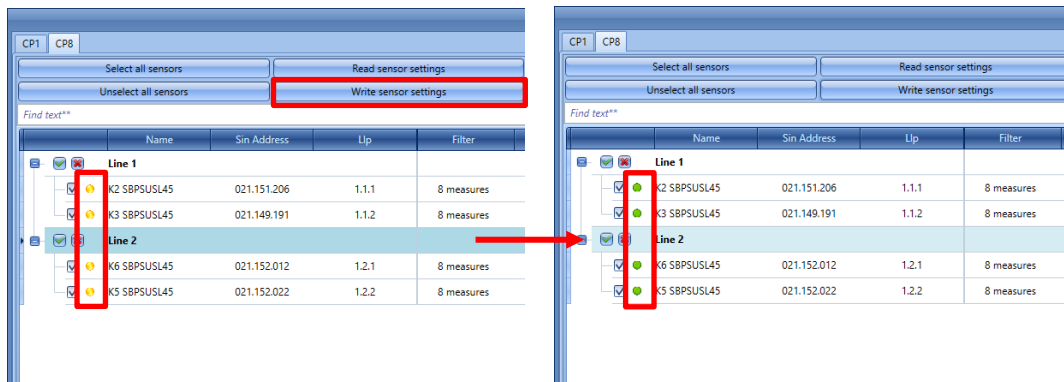 CP1 CP8
Select all sensors Read sensor settings
Unselect all sensors Write sensor settings
Find text**
Name Sin Address Llp Filter
Line 1
K2 SBPSUSL45 021.151.206 1.1.1 8 measures
K3 SBPSUSL45 021.149.191 1.1.2 8 measures
Line 2
K6 SBPSUSL45 021.152.012 1.2.1 8 measures
K5 SBPSUSL45 021.152.022 1.2.2 8 measures
CP1 CP8
Select all sensors Read sensor settings
Unselect all sensors Write sensor settings
Find text**
Name Sin Address Llp Filter
Line 1
K2 SBPSUSL45 021.151.206 1.1.1 8 measures
K3 SBPSUSL45 021.149.191 1.1.2 8 measures
Line 2
K6 SBPSUSL45 021.152.012 1.2.1 8 measures
K5 SBPSUSL45 021.152.022 1.2.2 8 measures